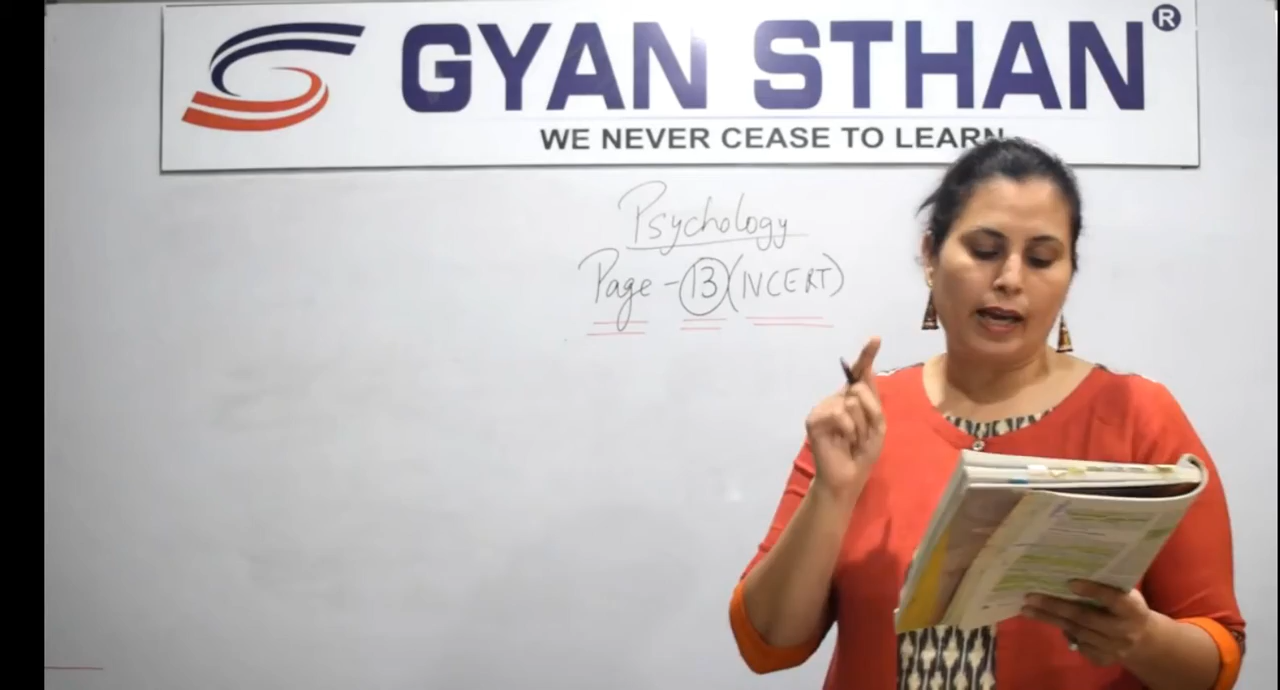 GYAN STHAN®
WE NEVER CEASE TO LEARN
Psychology
Page - 13 (NCERT)